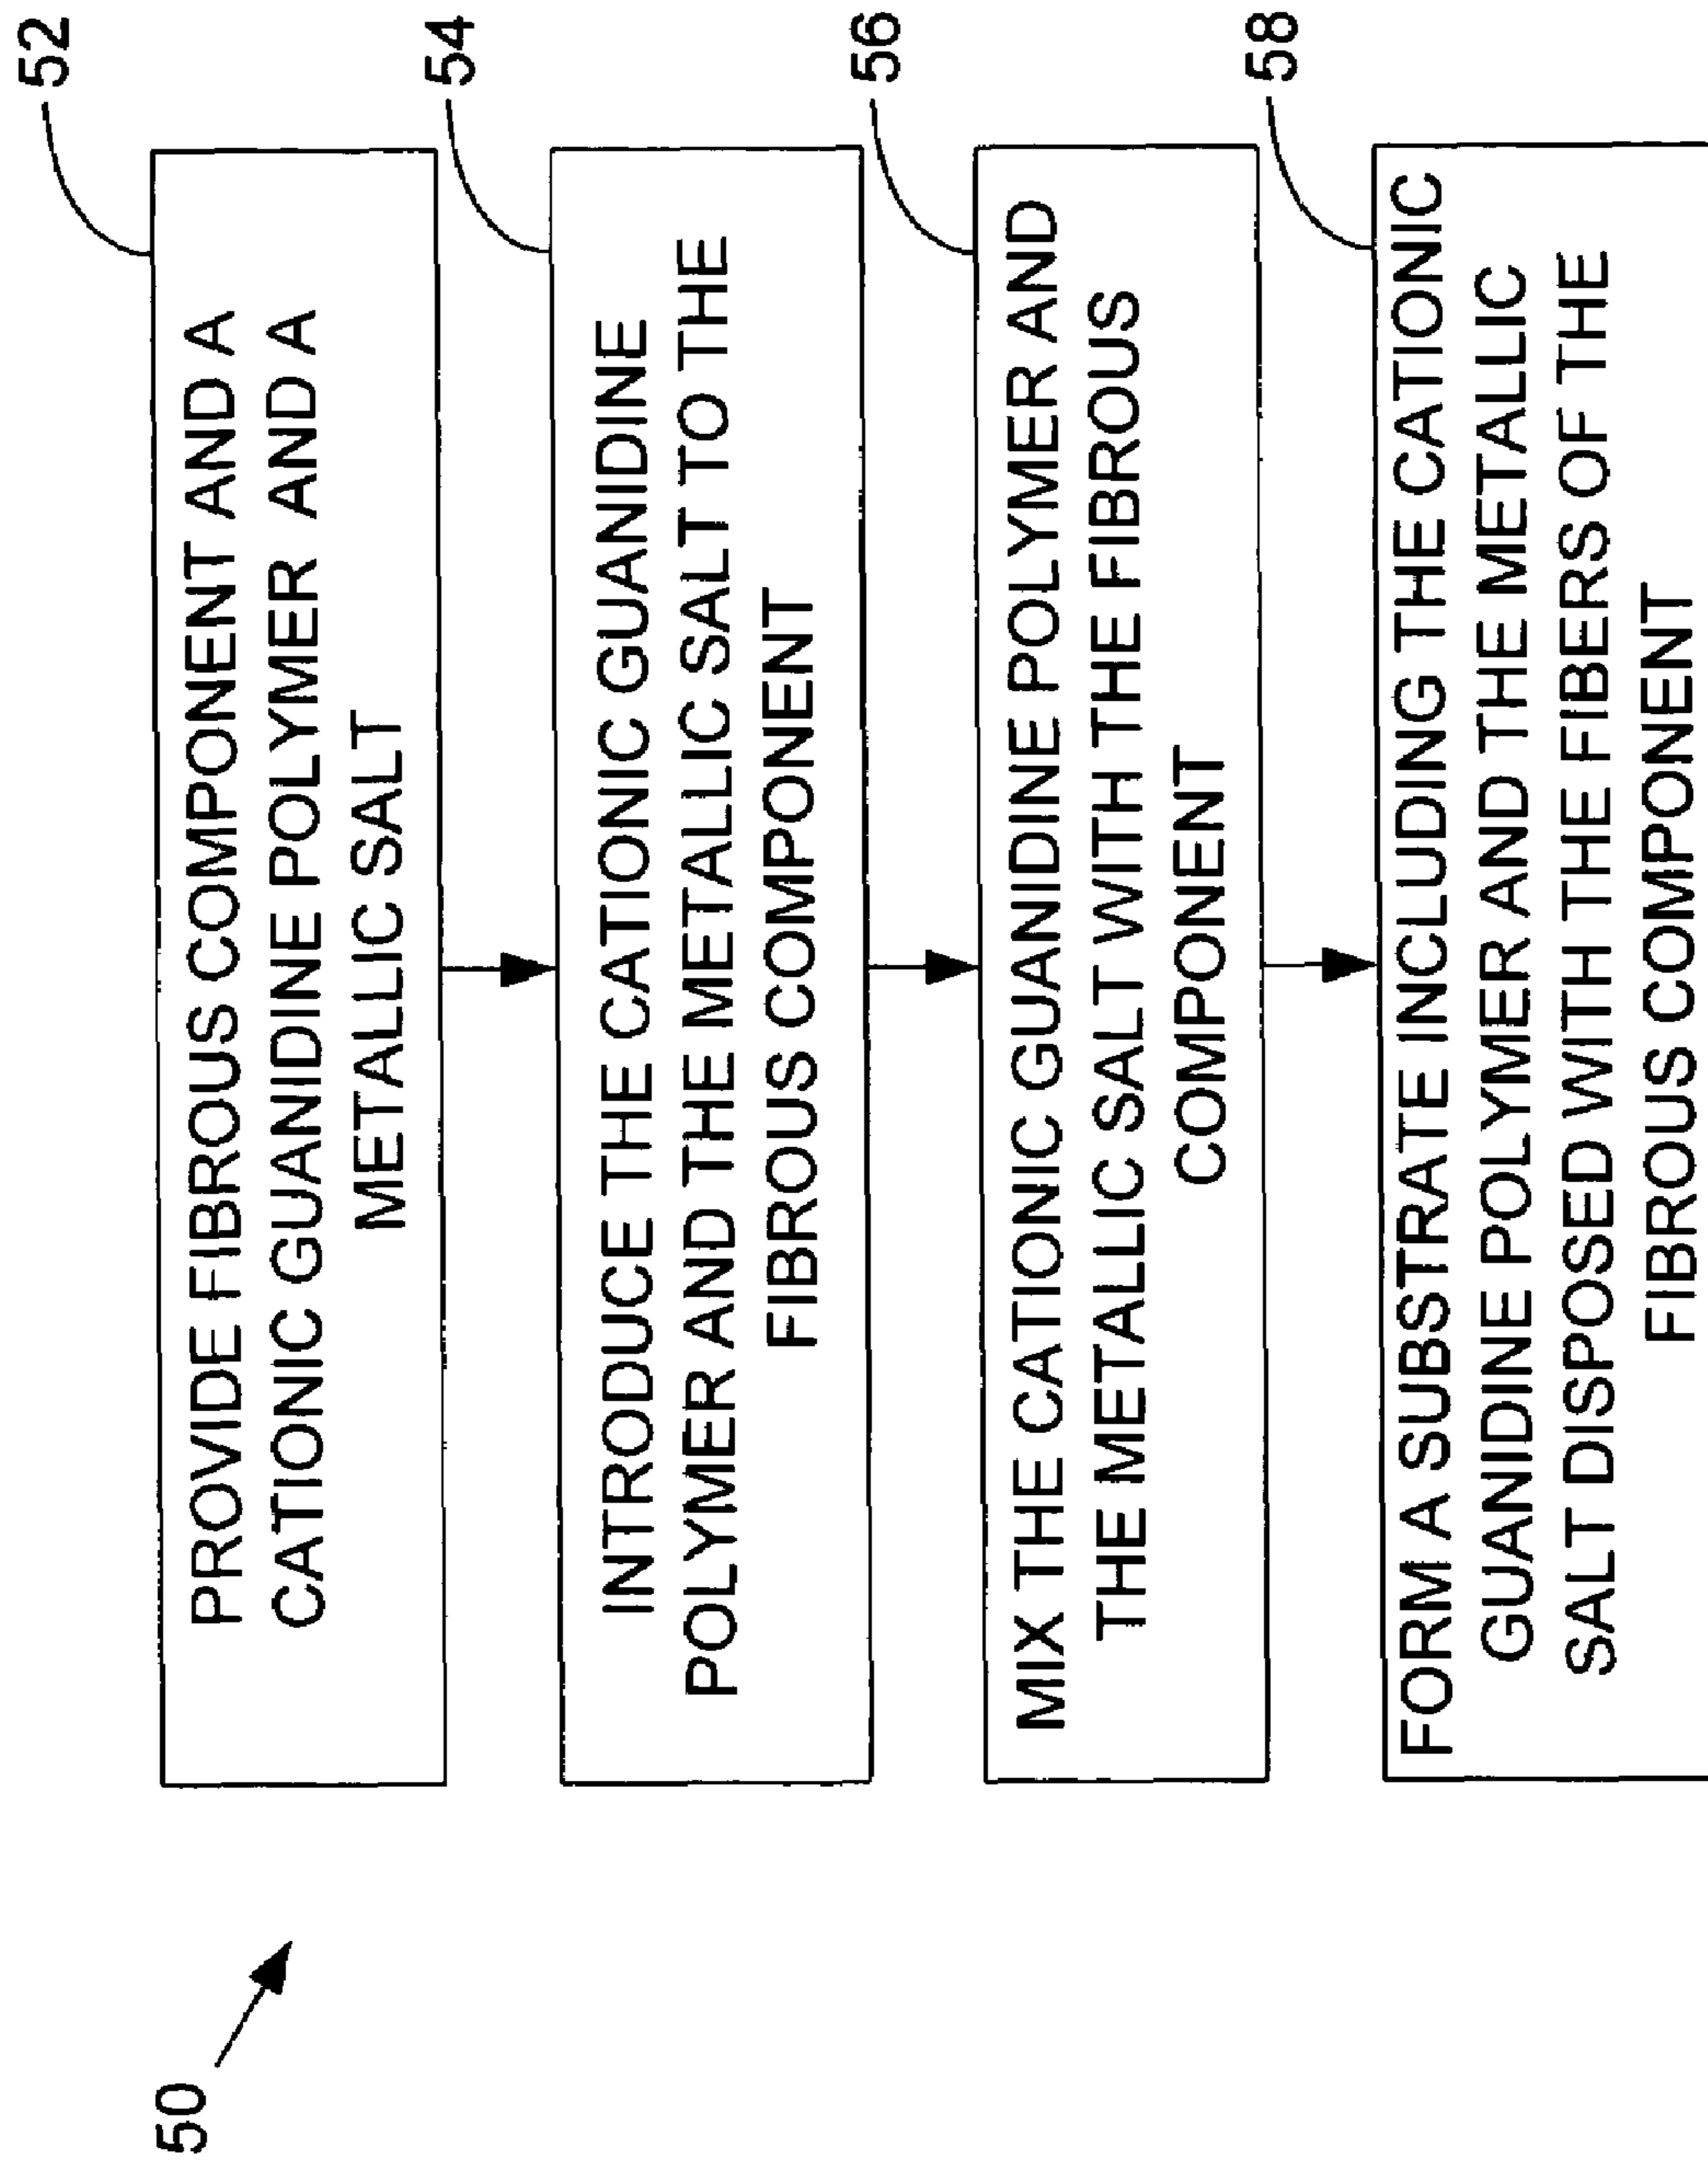 50
52
PROVIDE FIBROUS COMPONENT AND A
CATIONIC GUANIDINE POLYMER AND A
METALLIC SALT
54
INTRODUCE THE CATIONIC GUANIDINE
POLYMER AND THE METALLIC SALT TO THE
FIBROUS COMPONENT
56
MIX THE CATIONIC GUANIDINE POLYMER AND
THE METALLIC SALT WITH THE FIBROUS
COMPONENT
58
FORM A SUBSTRATE INCLUDING THE CATIONIC
GUANIDINE POLYMER AND THE METALLIC
SALT DISPOSED WITH THE FIBERS OF THE
FIBROUS COMPONENT